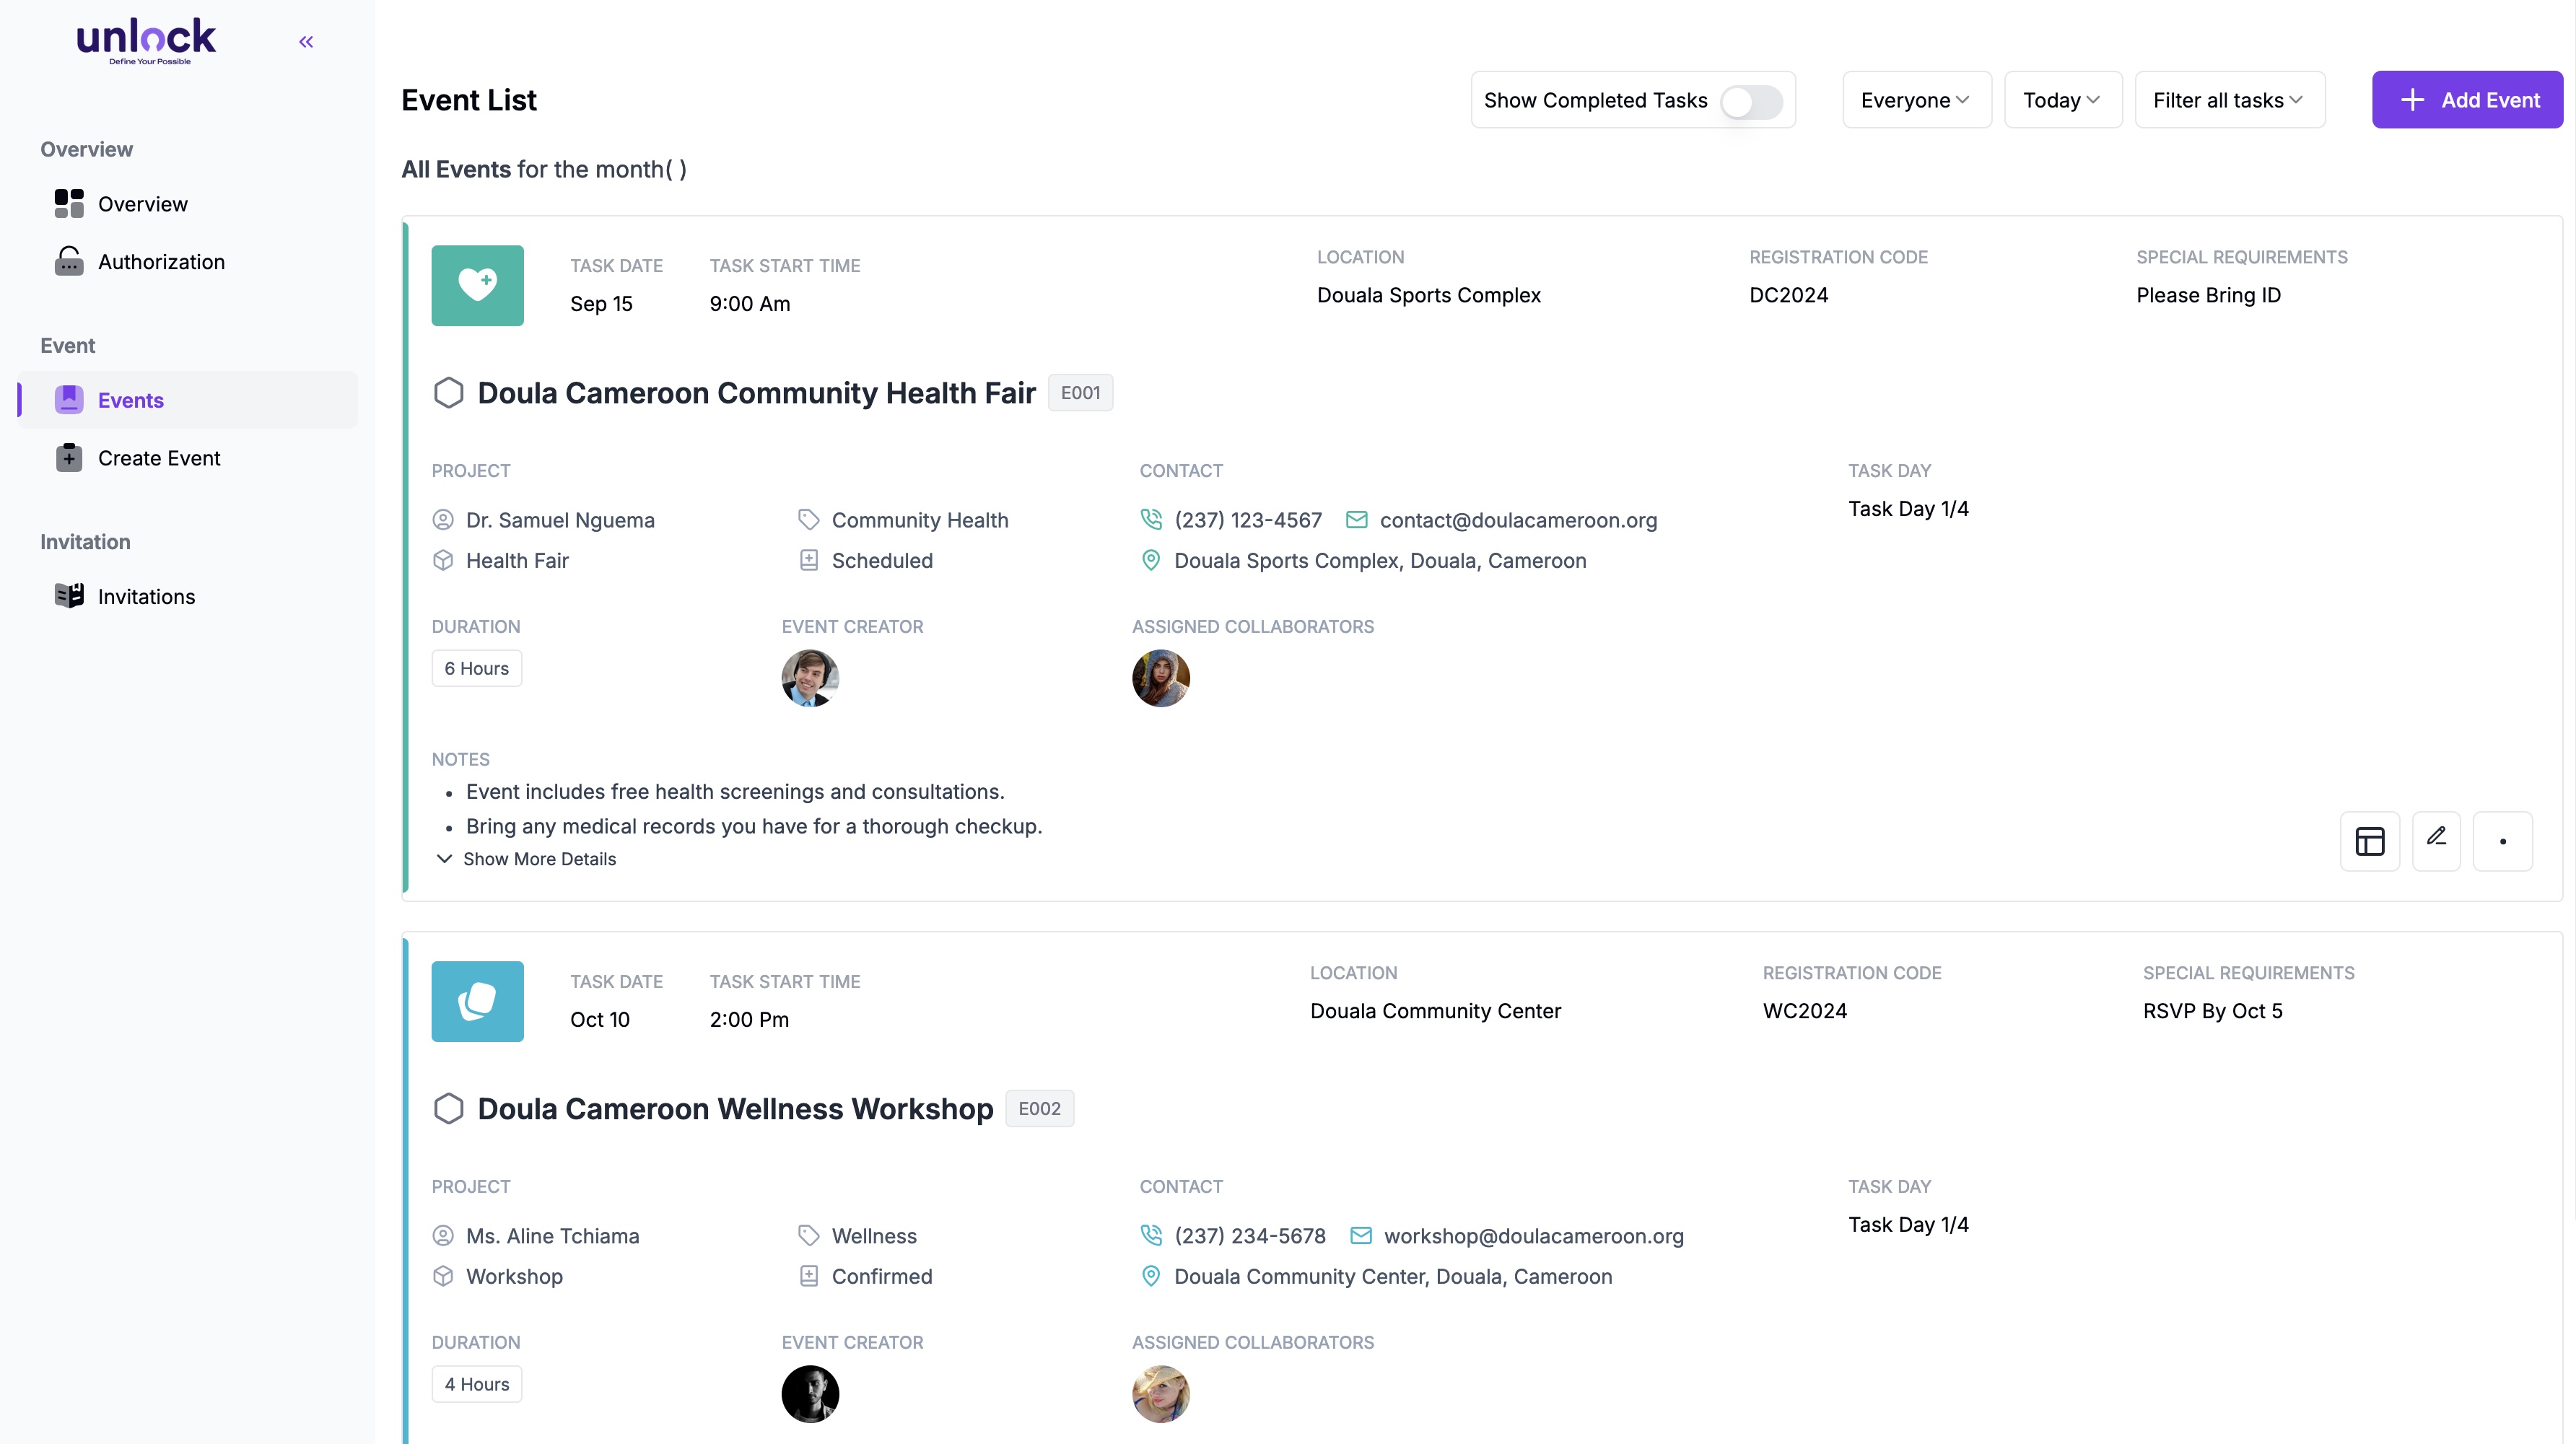 unlock
Define Your Possible
Overview
Overview
Authorization
Event
Events
Create Event
Invitation
Invitations
Event List
Show Completed Tasks
Everyone
Today
Filter all tasks
Add Event
All Events for the month( )
TASK DATE
Sep 15
TASK START TIME
9:00 Am
LOCATION
Douala Sports Complex
REGISTRATION CODE
DC2024
SPECIAL REQUIREMENTS
Please Bring ID
Doula Cameroon Community Health Fair
E001
PROJECT
Dr. Samuel Nguema
Community Health
Health Fair
Scheduled
CONTACT
(237) 123-4567
contact@doulacameroon.org
Douala Sports Complex, Douala, Cameroon
TASK DAY
Task Day 1/4
DURATION
6 Hours
EVENT CREATOR
ASSIGNED COLLABORATORS
NOTES
• Event includes free health screenings and consultations.
• Bring any medical records you have for a thorough checkup.
Show More Details
TASK DATE
Oct 10
TASK START TIME
2:00 Pm
LOCATION
Douala Community Center
REGISTRATION CODE
WC2024
SPECIAL REQUIREMENTS
RSVP By Oct 5
Doula Cameroon Wellness Workshop
E002
PROJECT
Ms. Aline Tchiama
Wellness
Workshop
Confirmed
CONTACT
(237) 234-5678
workshop@doulacameroon.org
Douala Community Center, Douala, Cameroon
TASK DAY
Task Day 1/4
DURATION
4 Hours
EVENT CREATOR
ASSIGNED COLLABORATORS